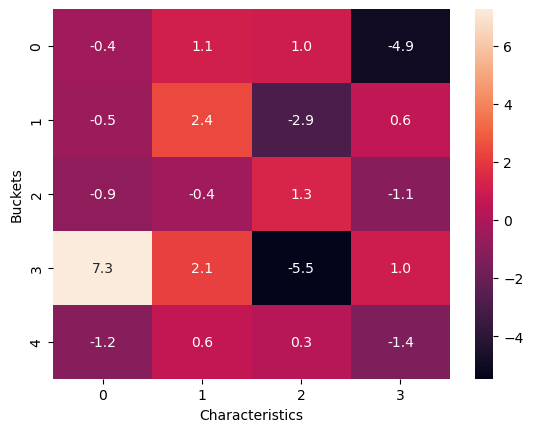 -0.4 1.1 1.0 -4.9
-0.5 2.4 -2.9 0.6
-0.9 -0.4 1.3 -1.1
7.3 2.1 -5.5 1.0
-1.2 0.6 0.3 -1.4
0
1
2
3
4
Buckets
0 1 2 3
Characteristics
6
4
2
0
−2
−4